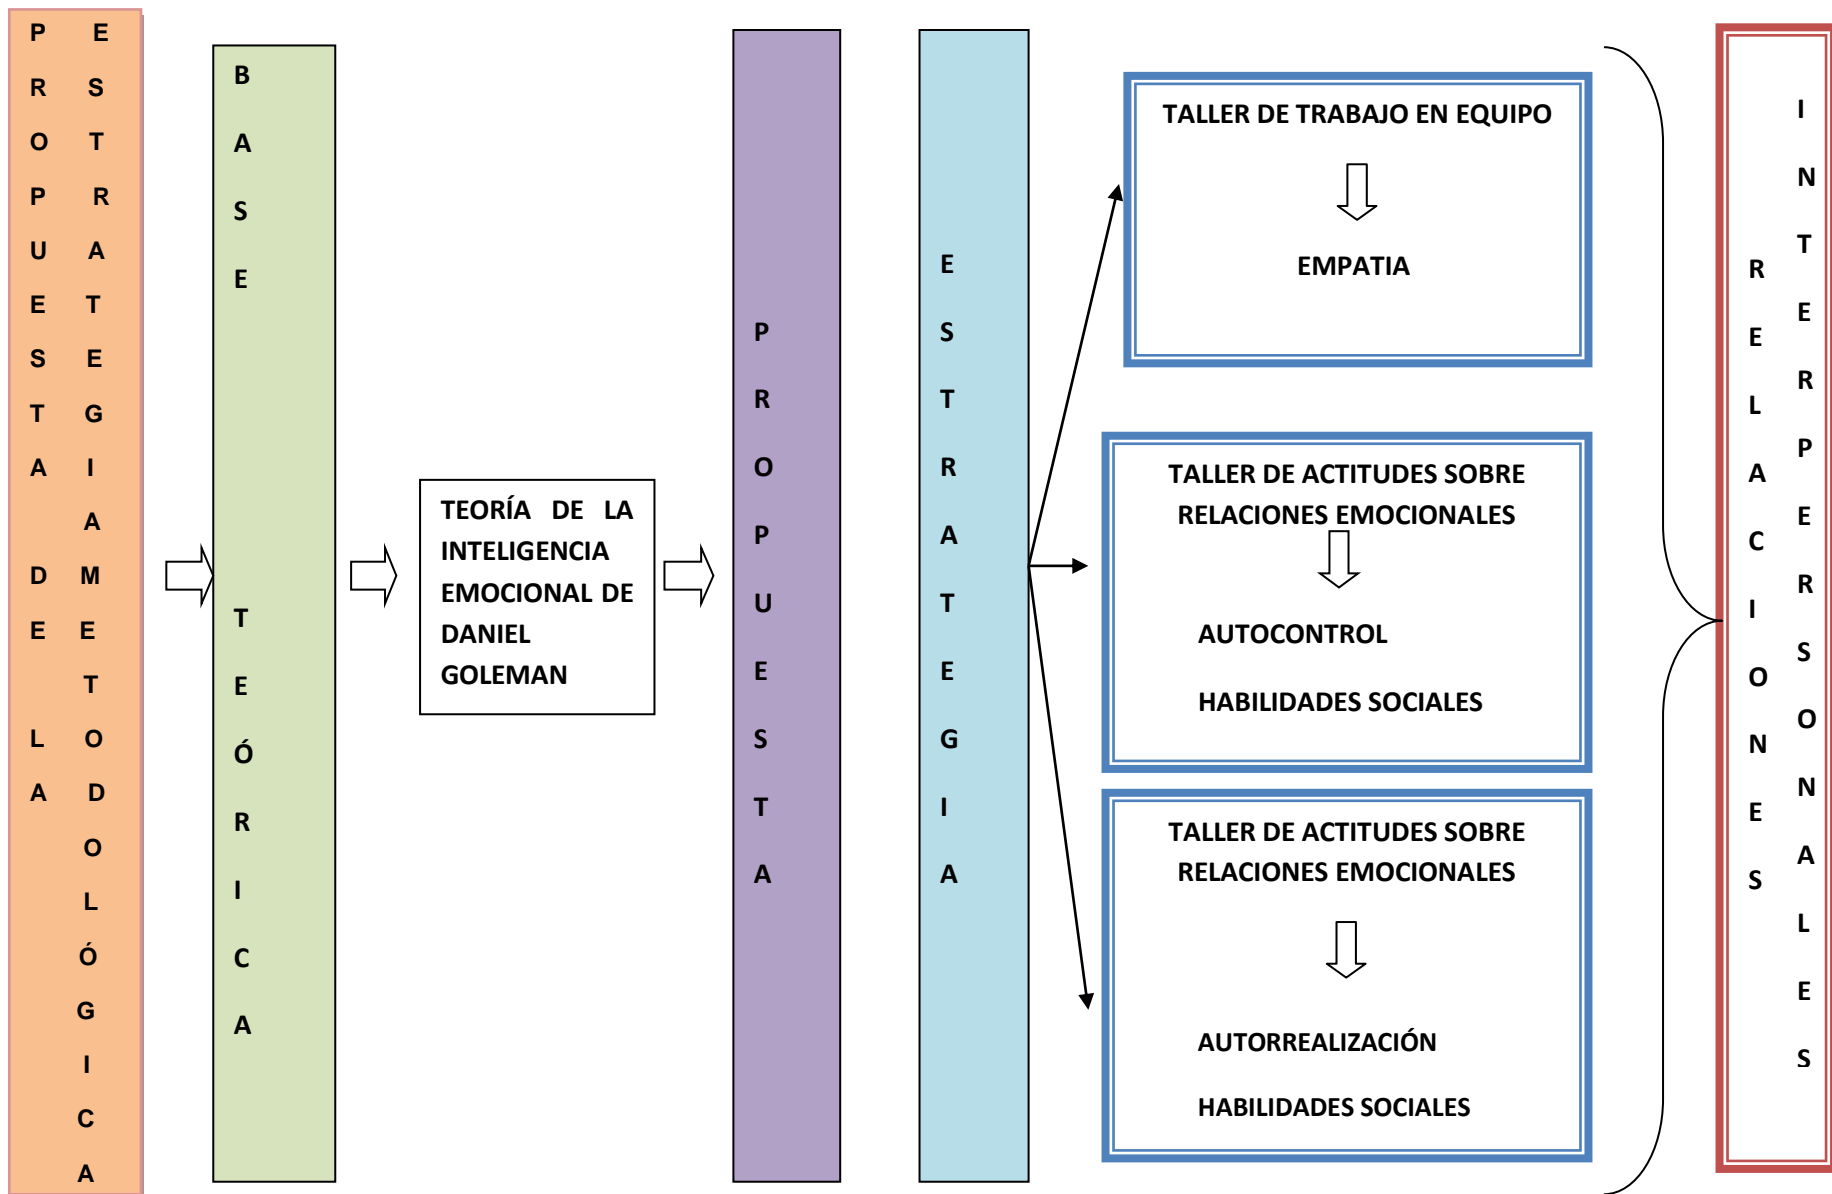 PROPUESTA DE LA
ESTRATEGIA METODOLÓGICA
BASE TEÓRICA
TEORÍA DE LA
INTELIGENCIA
EMOCIONAL DE
DANIEL
GOLEMAN
PROPUESTA
ESTRATEGIA
TALLER DE TRABAJO EN EQUIPO
EMPATIA
TALLER DE ACTITUDES SOBRE
RELACIONES EMOCIONALES
AUTOCONTROL
HABILIDADES SOCIALES
TALLER DE ACTITUDES SOBRE
RELACIONES EMOCIONALES
AUTORREALIZACIÓN
HABILIDADES SOCIALES
RELACIONES
INTERPERSONALES